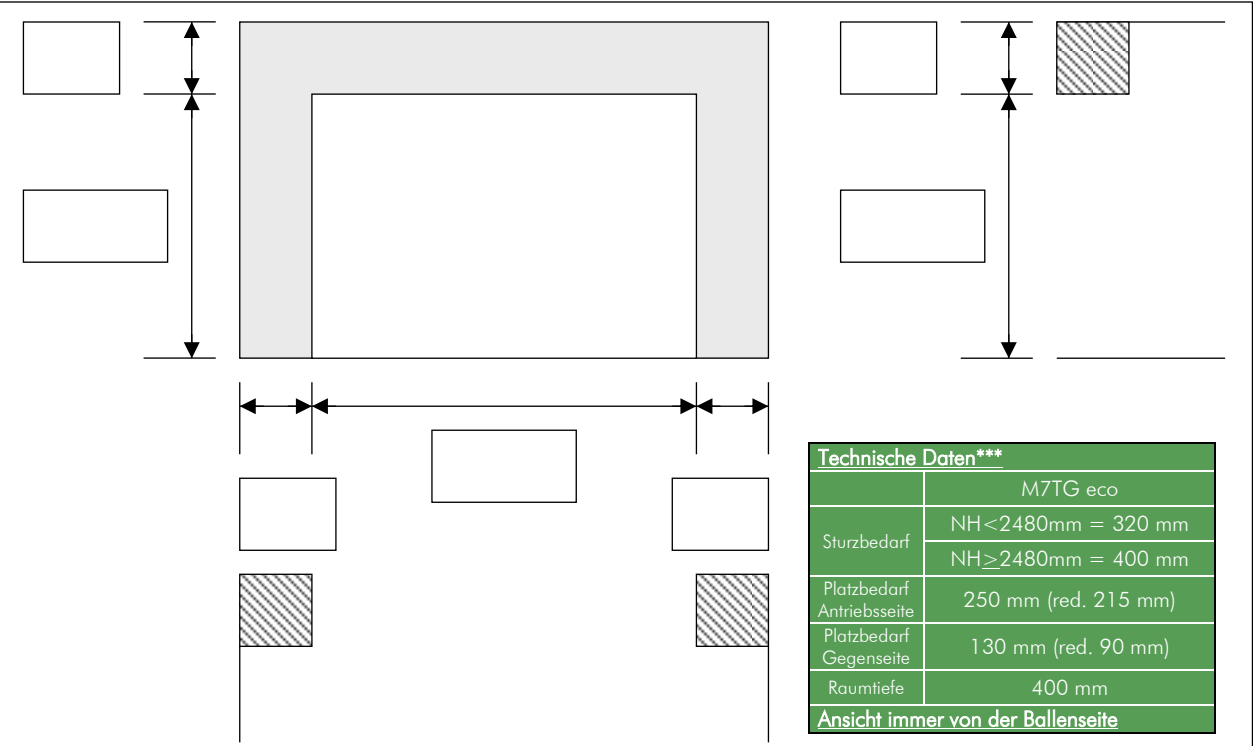 Technische Daten***
M7TG eco
Sturzbedarf
NH<2480mm = 320 mm
NH≥2480mm = 400 mm
Platzbedarf
Antriebsseite
250 mm (red. 215 mm)
Platzbedarf
Gegenseite
130 mm (red. 90 mm)
Raumtiefe
400 mm
Ansicht immer von der Ballenseite